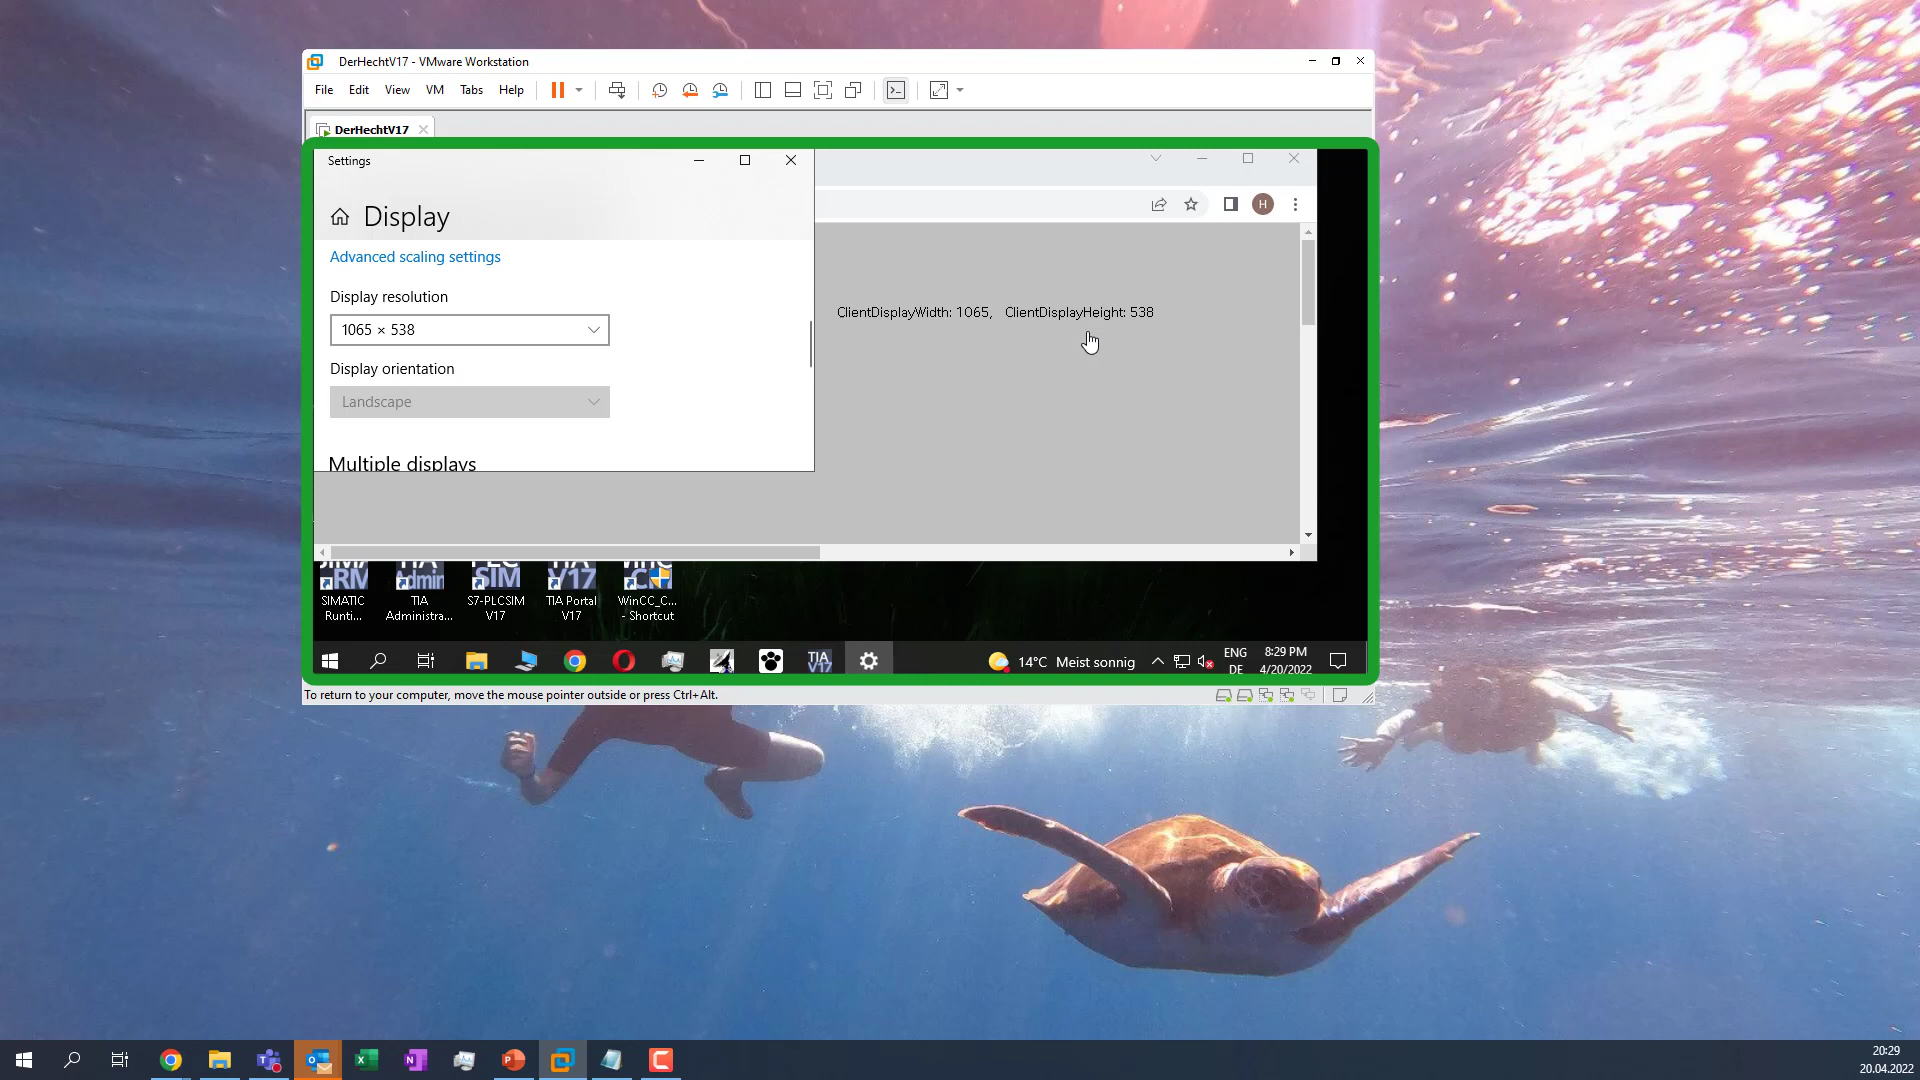 DerHechtV17 - VMware Workstation
File Edit View VM Tabs Help
DerHechtV17
Settings
Display
Advanced scaling settings
Display resolution
1065 × 538
Display orientation
Landscape
Multiple displays
ClientDisplayWidth: 1065, ClientDisplayHeight: 538
H
SIMATIC Runti...
TIA Administra...
S7-PLCSIM V17
TIA Portal V17
WinCC_C... - Shortcut
TIA V17
14°C Meist sonnig
ENG
DE
8:29 PM
4/20/2022
To return to your computer, move the mouse pointer outside or press Ctrl+Alt.
20:29
20.04.2022